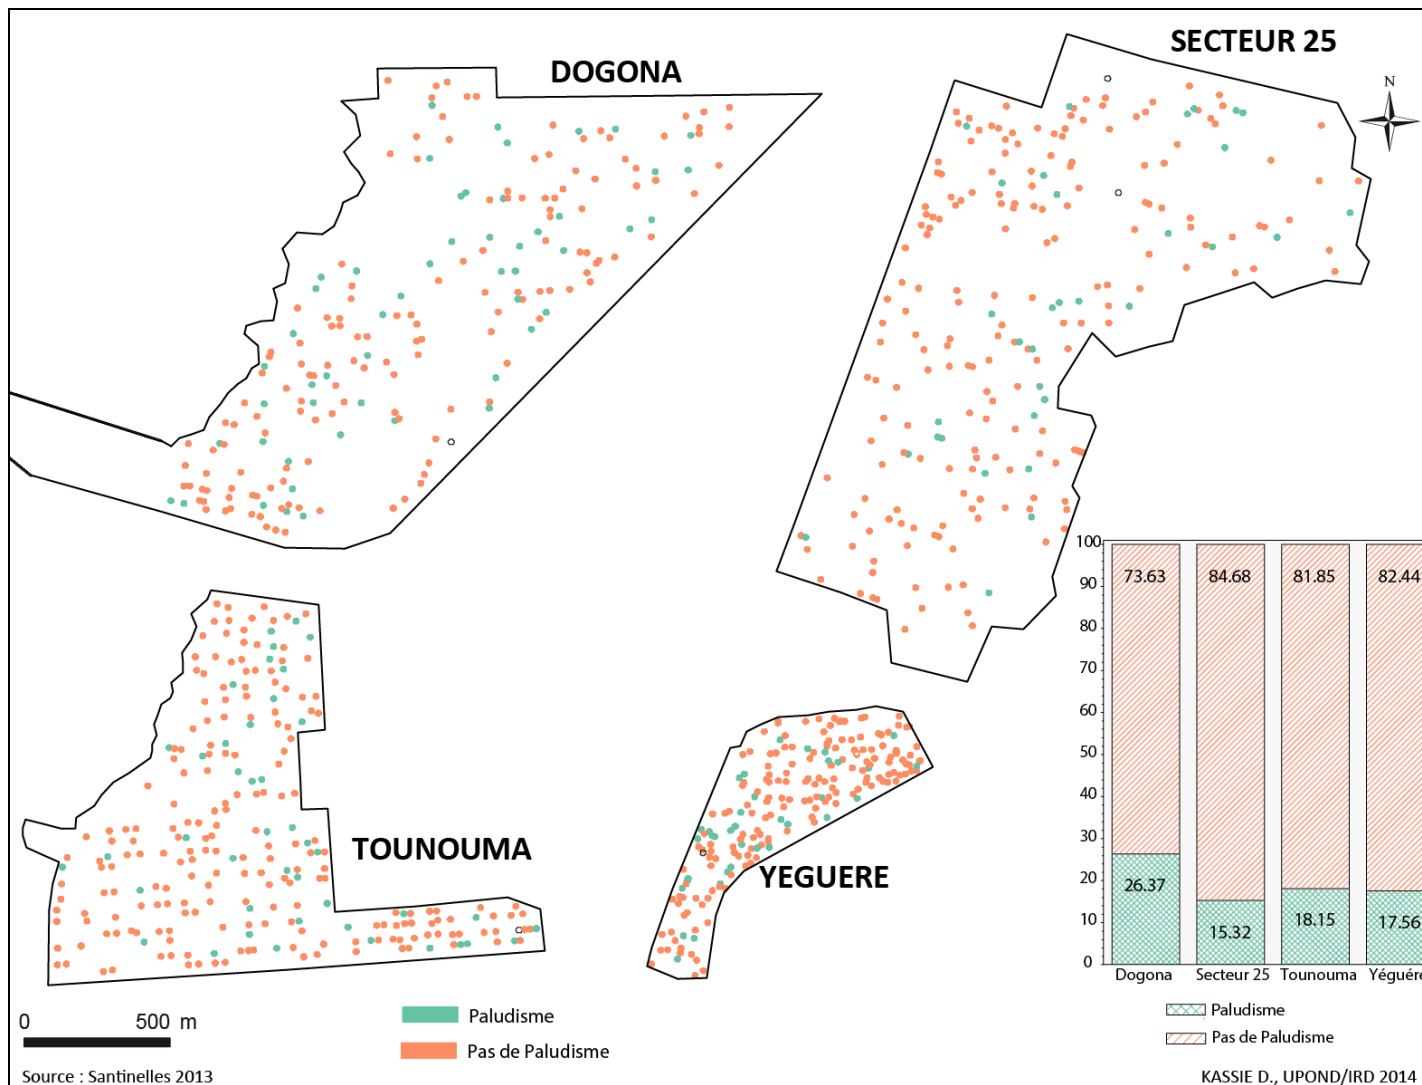 DOGONA
SECTEUR 25
N
TOUNOUMA
YEGUERE
100
90
80
70
60
50
40
30
20
10
0
73.63
84.68
81.85
82.44
26.37
15.32
18.15
17.56
Dogona
Secteur 25
Tounouma
Yéguére
Paludisme
Pas de Paludisme
0
500 m
Paludisme
Pas de Paludisme
Source : Santinelles 2013
KASSIE D., UPOND/IRD 2014